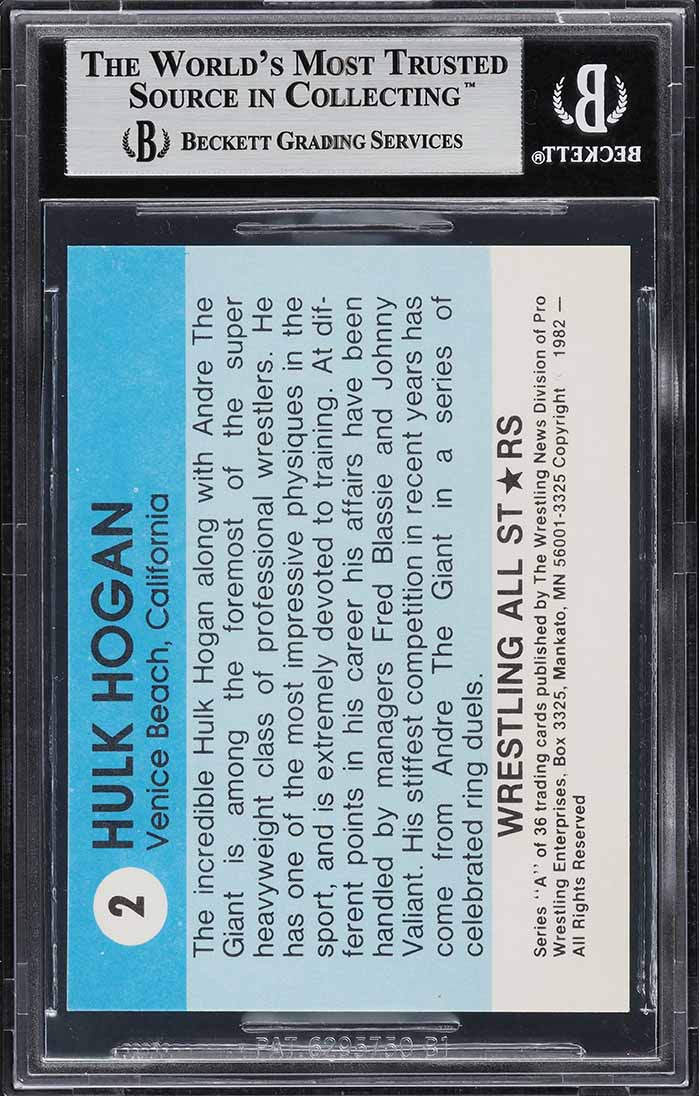 THE WORLD'S MOST TRUSTED
SOURCE IN COLLECTING™
B BECKETT GRADING SERVICES
B
BECKETT®
2
HULK HOGAN
Venice Beach, California
The incredible Hulk Hogan along with Andre The
Giant is among the foremost of the super
heavyweight class of professional wrestlers. He
has one of the most impressive physiques in the
sport, and is extremely devoted to training. At dif-
ferent points in his career his affairs have been
handled by managers Fred Blassie and Johnny
Valiant. His stiffest competition in recent years has
come from Andre The Giant in a series of
celebrated ring duels.
WRESTLING ALL ST★RS
Series "A" of 36 trading cards published by The Wrestling News Division of Pro
Wrestling Enterprises, Box 3325, Mankato, MN 56001-3325 Copyright 1982 —
All Rights Reserved
PAT. 6293750 B1